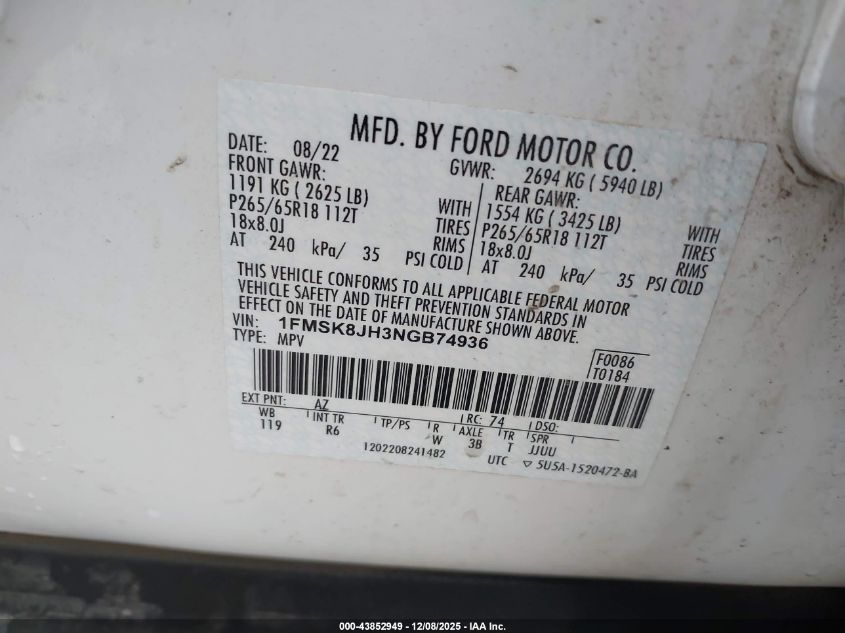 MFD. BY FORD MOTOR CO.
DATE: 08/22 GVWR: 2694 KG ( 5940 LB)
FRONT GAWR: REAR GAWR:
1191 KG ( 2625 LB) WITH 1554 KG ( 3425 LB) WITH
P265/65R18 112T TIRES P265/65R18 112T TIRES
18x8.0J RIMS 18x8.0J RIMS
AT 240 kPa/ 35 PSI COLD AT 240 kPa/ 35 PSI COLD
THIS VEHICLE CONFORMS TO ALL APPLICABLE FEDERAL MOTOR
VEHICLE SAFETY AND THEFT PREVENTION STANDARDS IN
EFFECT ON THE DATE OF MANUFACTURE SHOWN ABOVE.
VIN: 1FMSK8JH3NGB74936
TYPE: MPV
F0086
T0184
EXT PNT: AZ RC: 74 DSO:
WB INT TR TP/PS R AXLE TR SPR
119 R6 W 3B T JJUU
1202208241482 UTC ▽ 5U5A-1520472-BA
000-43852949 - 12/08/2025 - IAA Inc.